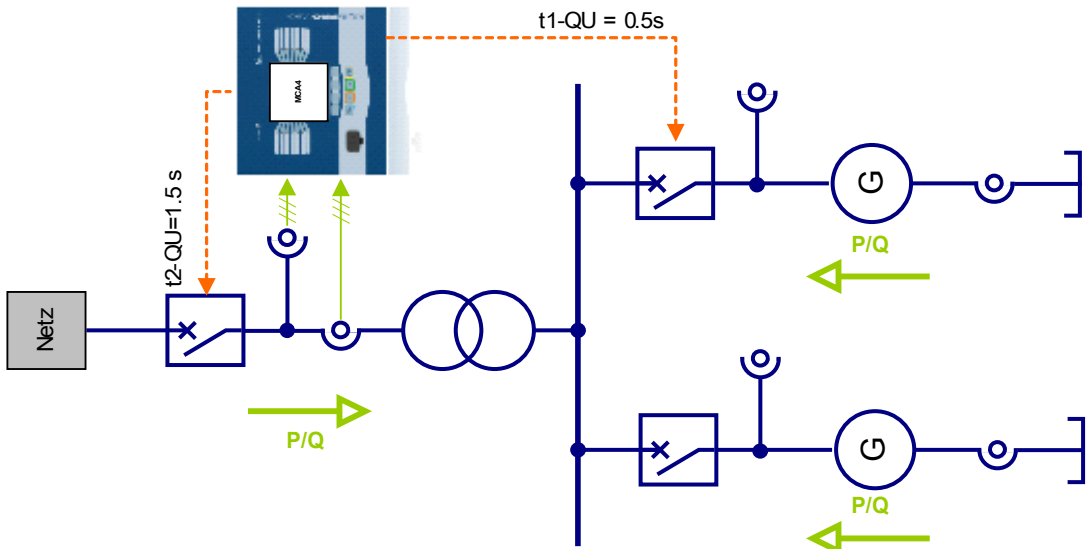 t1-QU = 0.5s
MCA4
t2-QU=1.5 s
G
P/Q
Netz
P/Q
G
P/Q